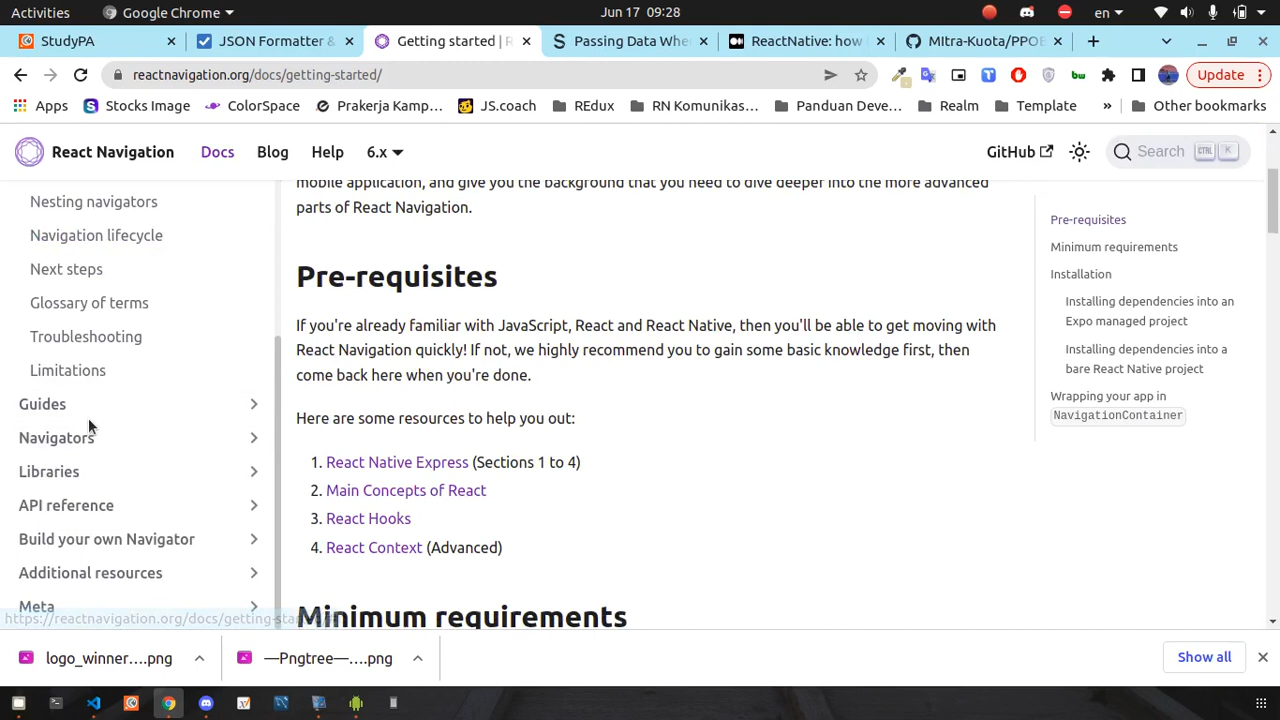 Activities
Google Chrome
Jun 17 09:28
en
StudyPA
JSON Formatter &
Getting started | R
Passing Data Whe
ReactNative: how
MItra-Kuota/PPOB
reactnavigation.org/docs/getting-started/
Update
Apps
Stocks Image
ColorSpace
Prakerja Kamp...
JS.coach
REdux
RN Komunikas...
Panduan Deve...
Realm
Template
»
Other bookmarks
React Navigation
Docs
Blog
Help
6.x
GitHub
Search
CTRL K
Nesting navigators
Navigation lifecycle
Next steps
Glossary of terms
Troubleshooting
Limitations
Guides
Navigators
Libraries
API reference
Build your own Navigator
Additional resources
Meta
mobile application, and give you the background that you need to dive deeper into the more advanced
parts of React Navigation.
Pre-requisites
If you're already familiar with JavaScript, React and React Native, then you'll be able to get moving with
React Navigation quickly! If not, we highly recommend you to gain some basic knowledge first, then
come back here when you're done.
Here are some resources to help you out:
1. React Native Express (Sections 1 to 4)
2. Main Concepts of React
3. React Hooks
4. React Context (Advanced)
Minimum requirements
Pre-requisites
Minimum requirements
Installation
Installing dependencies into an
Expo managed project
Installing dependencies into a
bare React Native project
Wrapping your app in
NavigationContainer
https://reactnavigation.org/docs/getting-star
logo_winner....png
—Pngtree—....png
Show all